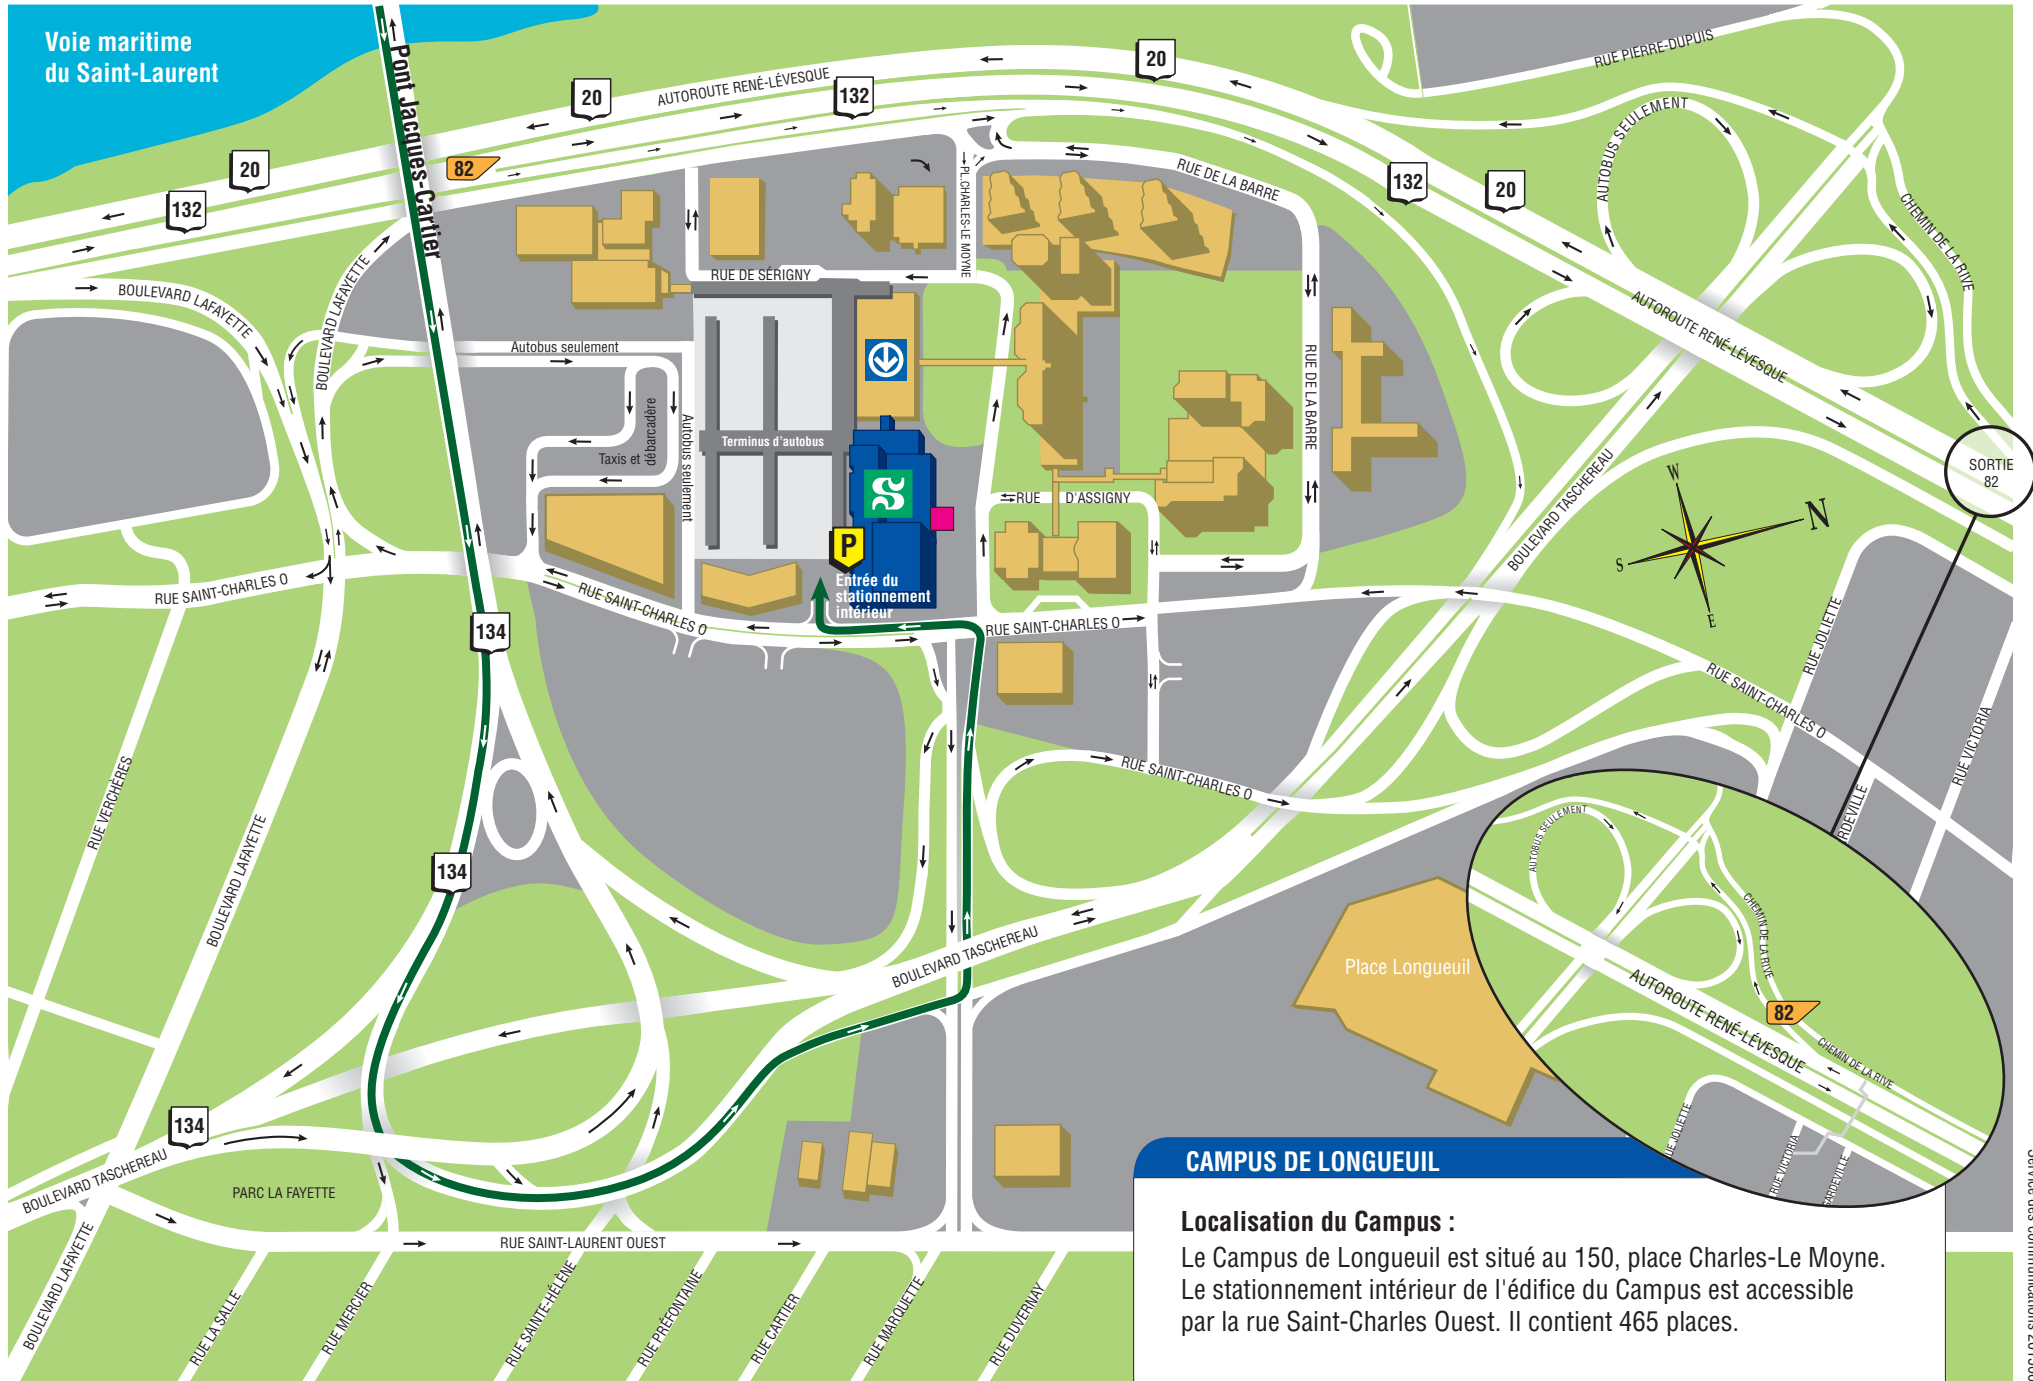 Voie maritime
du Saint-Laurent
Pont Jacques-Cartier
20
AUTOROUTE RENÉ-LÉVESQUE
132
20
RUE PIERRE-DUPUIS
AUTOBUS SEULEMENT
CHEMIN DE LA RIVE
20
132
82
132
20
PL.CHARLES-LE MOYNE
RUE DE LA BARRE
RUE DE SÉRIGNY
BOULEVARD LAFAYETTE
BOULEVARD LAFAYETTE
AUTOROUTE RENÉ-LÉVESQUE
Autobus seulement
RUE DE LA BARRE
Taxis et
débarcadère
Autobus seulement
Terminus d'autobus
S
P
Entrée du
stationnement
intérieur
RUE D'ASSIGNY
BOULEVARD TASCHEREAU
SORTIE
82
W
N
S
E
RUE SAINT-CHARLES O
RUE SAINT-CHARLES O
RUE SAINT-CHARLES O
134
RUE JOLIETTE
RUE SAINT-CHARLES O
RUE VICTORIA
RUE SAINT-CHARLES O
RDEVILLE
RUE VERCHÈRES
BOULEVARD LAFAYETTE
134
BOULEVARD TASCHEREAU
Place Longueuil
AUTOBUS SEULEMENT
CHEMIN DE LA RIVE
AUTOROUTE RENÉ-LÉVESQUE
82
CHEMIN DE LA RIVE
UE JOLIETTE
RUE VICTORIA
GARDEVILLE
134
BOULEVARD TASCHEREAU
PARC LA FAYETTE
BOULEVARD LAFAYETTE
RUE SAINT-LAURENT OUEST
RUE LA SALLE
RUE MERCIER
RUE SAINTE-HÉLÈNE
RUE PRÉFONTAINE
RUE CARTIER
RUE MARQUETTE
RUE DUVERNAY
CAMPUS DE LONGUEUIL
Localisation du Campus :
Le Campus de Longueuil est situé au 150, place Charles-Le Moyne.
Le stationnement intérieur de l'édifice du Campus est accessible
par la rue Saint-Charles Ouest. Il contient 465 places.
Service des communications